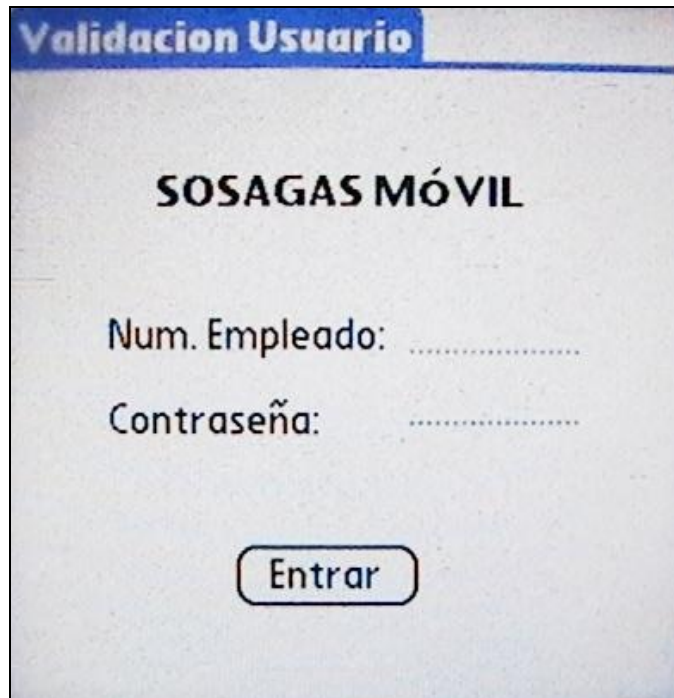 Validacion Usuario
SOSAGAS MÓVIL
Num. Empleado:
Contraseña:
Entrar